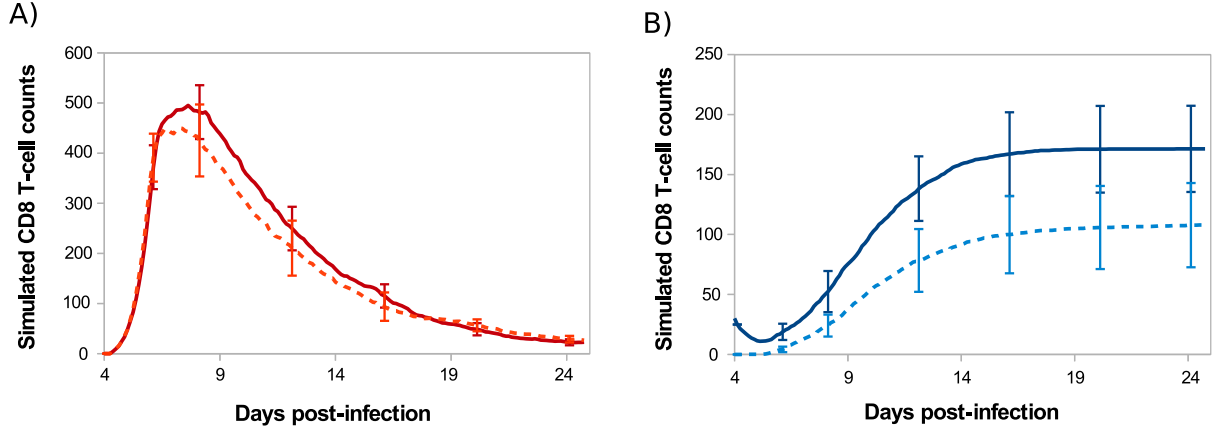 A)
600
500
400
300
200
100
0
Simulated CD8 T-cell counts
4 9 14 19 24
Days post-infection
B)
250
200
150
100
50
0
Simulated CD8 T-cell counts
4 9 14 19 24
Days post-infection